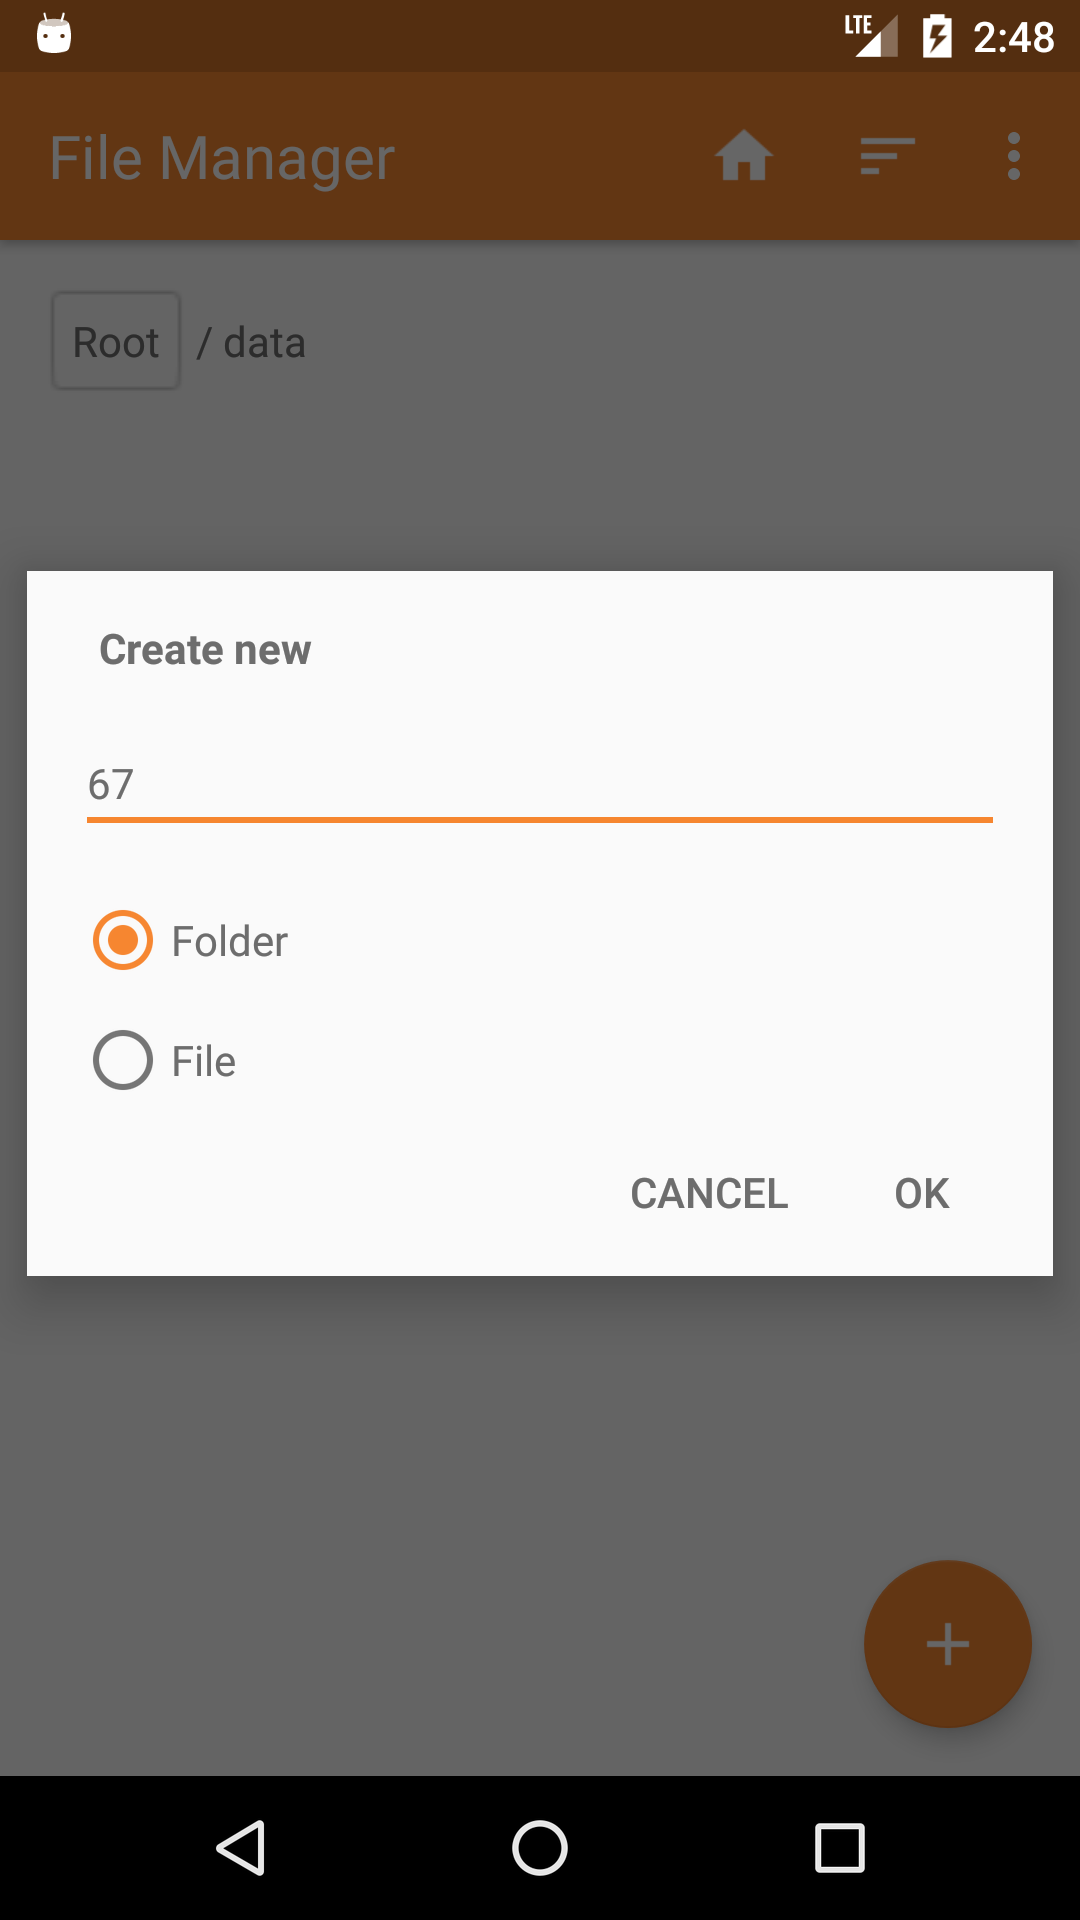 LTE 2:48
File Manager
Root / data
Create new
67
Folder
File
CANCEL OK